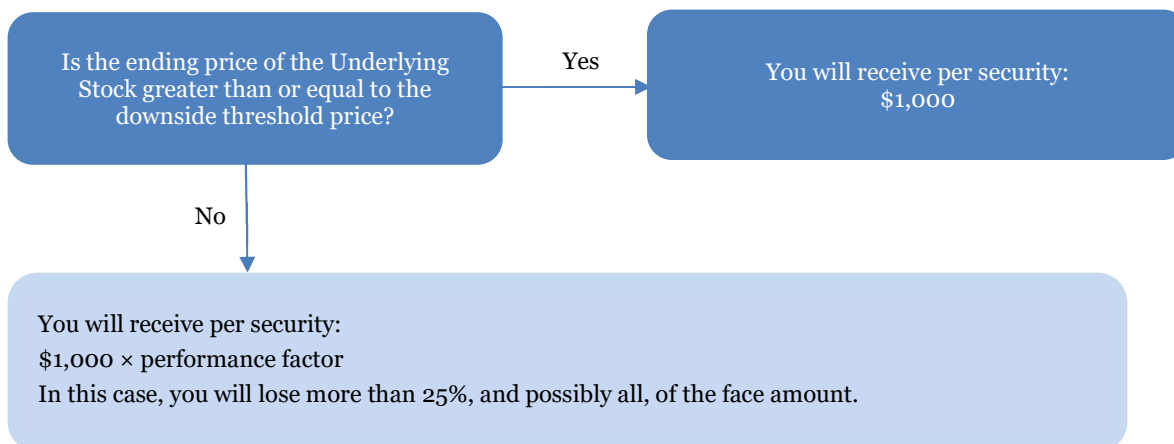 Is the ending price of the Underlying
Stock greater than or equal to the
downside threshold price?
Yes
You will receive per security:
$1,000
No
You will receive per security:
$1,000 × performance factor
In this case, you will lose more than 25%, and possibly all, of the face amount.